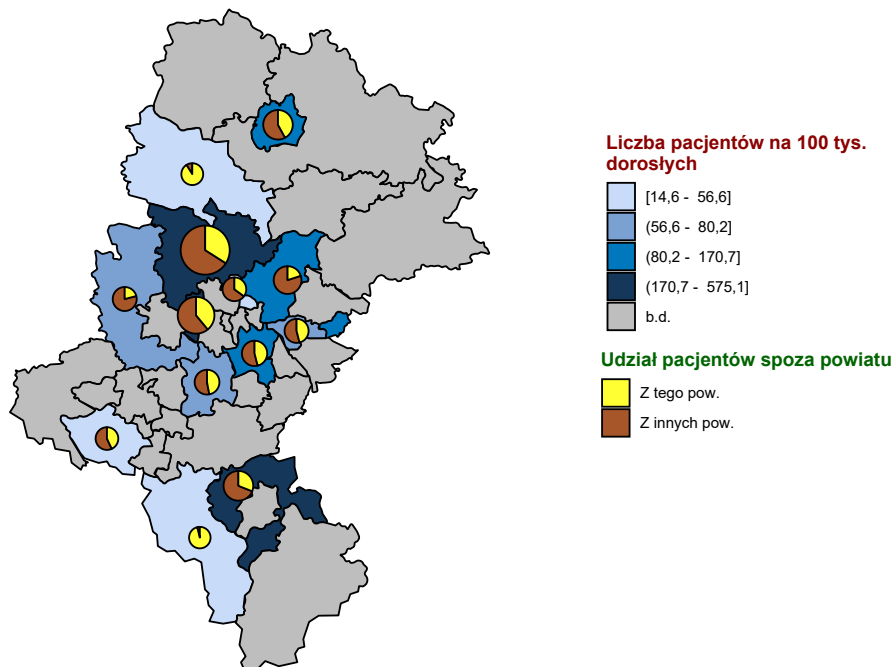 Liczba pacjentów na 100 tys.
dorosłych
[14,6 - 56,6]
(56,6 - 80,2]
(80,2 - 170,7]
(170,7 - 575,1]
b.d.
Udział pacjentów spoza powiatu
Z tego pow.
Z innych pow.